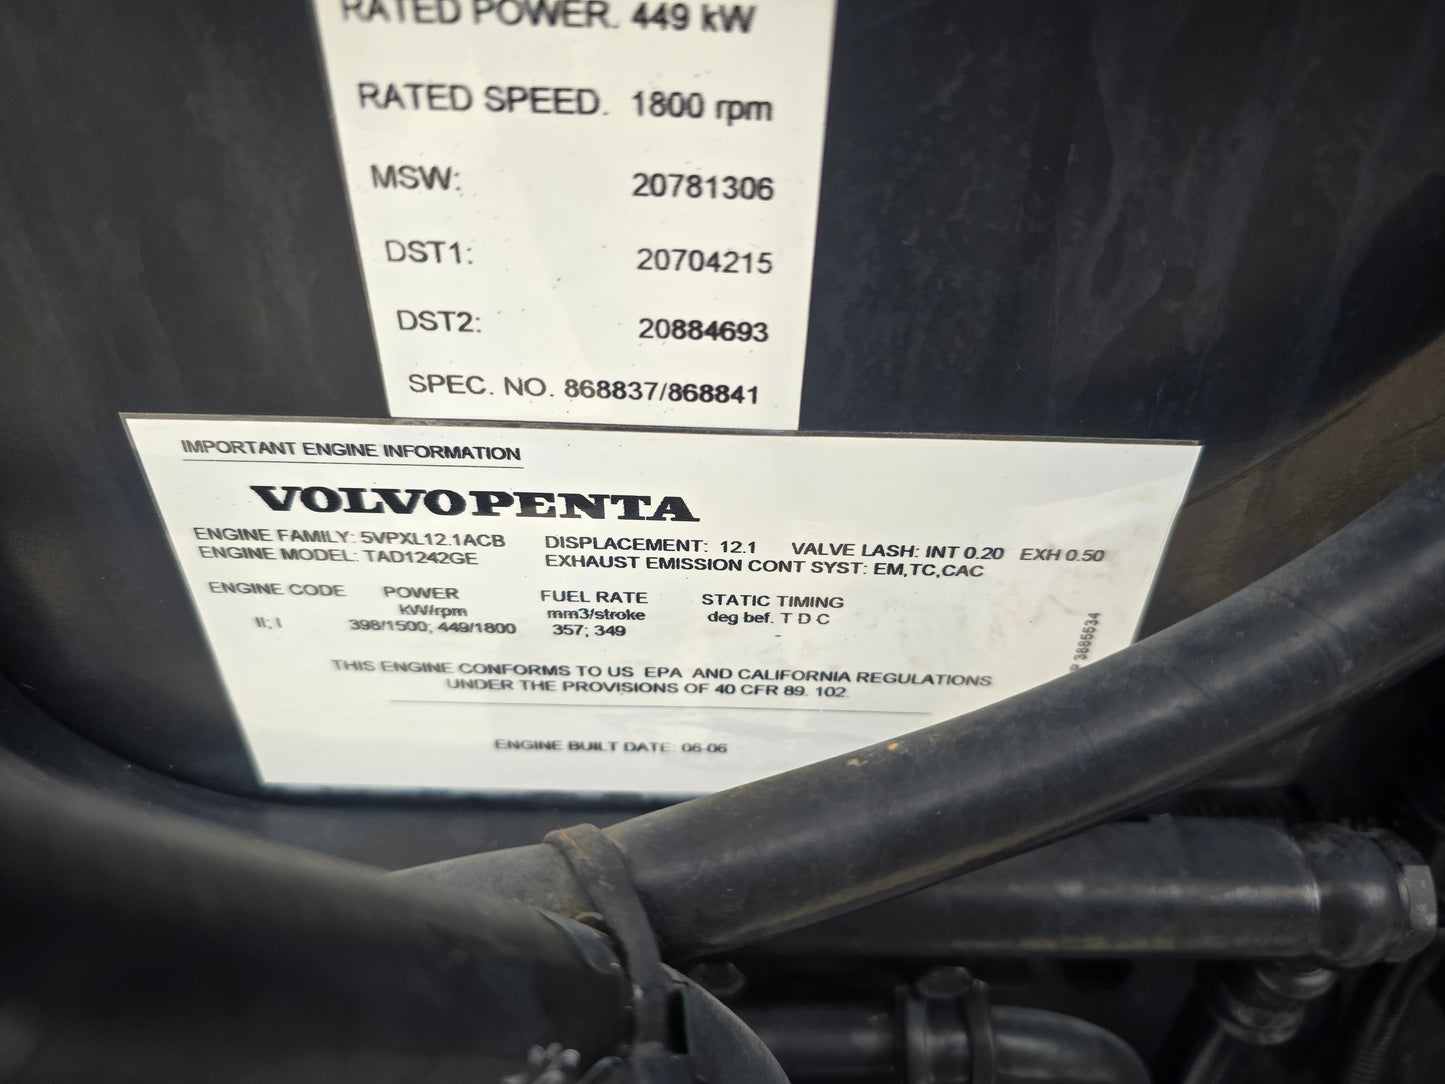 RATED POWER. 449 kW
RATED SPEED. 1800 rpm
MSW: 20781306
DST1: 20704215
DST2: 20884693
SPEC. NO. 868837/868841
IMPORTANT ENGINE INFORMATION
VOLVO PENTA
ENGINE FAMILY: 5VPXL12.1ACB DISPLACEMENT: 12.1 VALVE LASH: INT 0.20 EXH 0.50
ENGINE MODEL: TAD1242GE EXHAUST EMISSION CONT SYST: EM,TC,CAC
ENGINE CODE POWER FUEL RATE STATIC TIMING
kW/rpm mm3/stroke deg bef. T D C
II; I 398/1500; 449/1800 357; 349 -
THIS ENGINE CONFORMS TO US EPA AND CALIFORNIA REGULATIONS
UNDER THE PROVISIONS OF 40 CFR 89. 102.
ENGINE BUILT DATE: 06-06
P 3885534